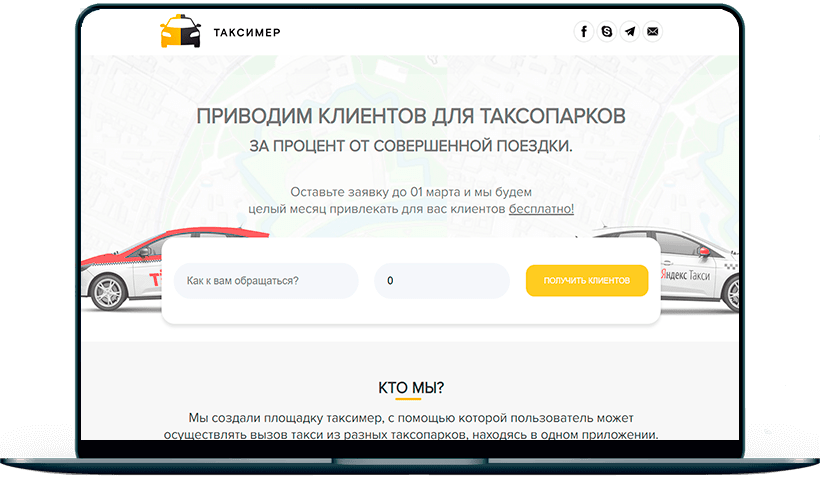 ТАКСИМЕР
ПРИВОДИМ КЛИЕНТОВ ДЛЯ ТАКСОПАРКОВ
ЗА ПРОЦЕНТ ОТ СОВЕРШЕННОЙ ПОЕЗДКИ.
Оставьте заявку до 01 марта и мы будем
целый месяц привлекать для вас клиентов бесплатно!
Яндекс Такси
Как к вам обращаться?
0
ПОЛУЧИТЬ КЛИЕНТОВ
КТО МЫ?
Мы создали площадку таксимер, с помощью которой пользователь может
осуществлять вызов такси из разных таксопарков, находясь в одном приложении.